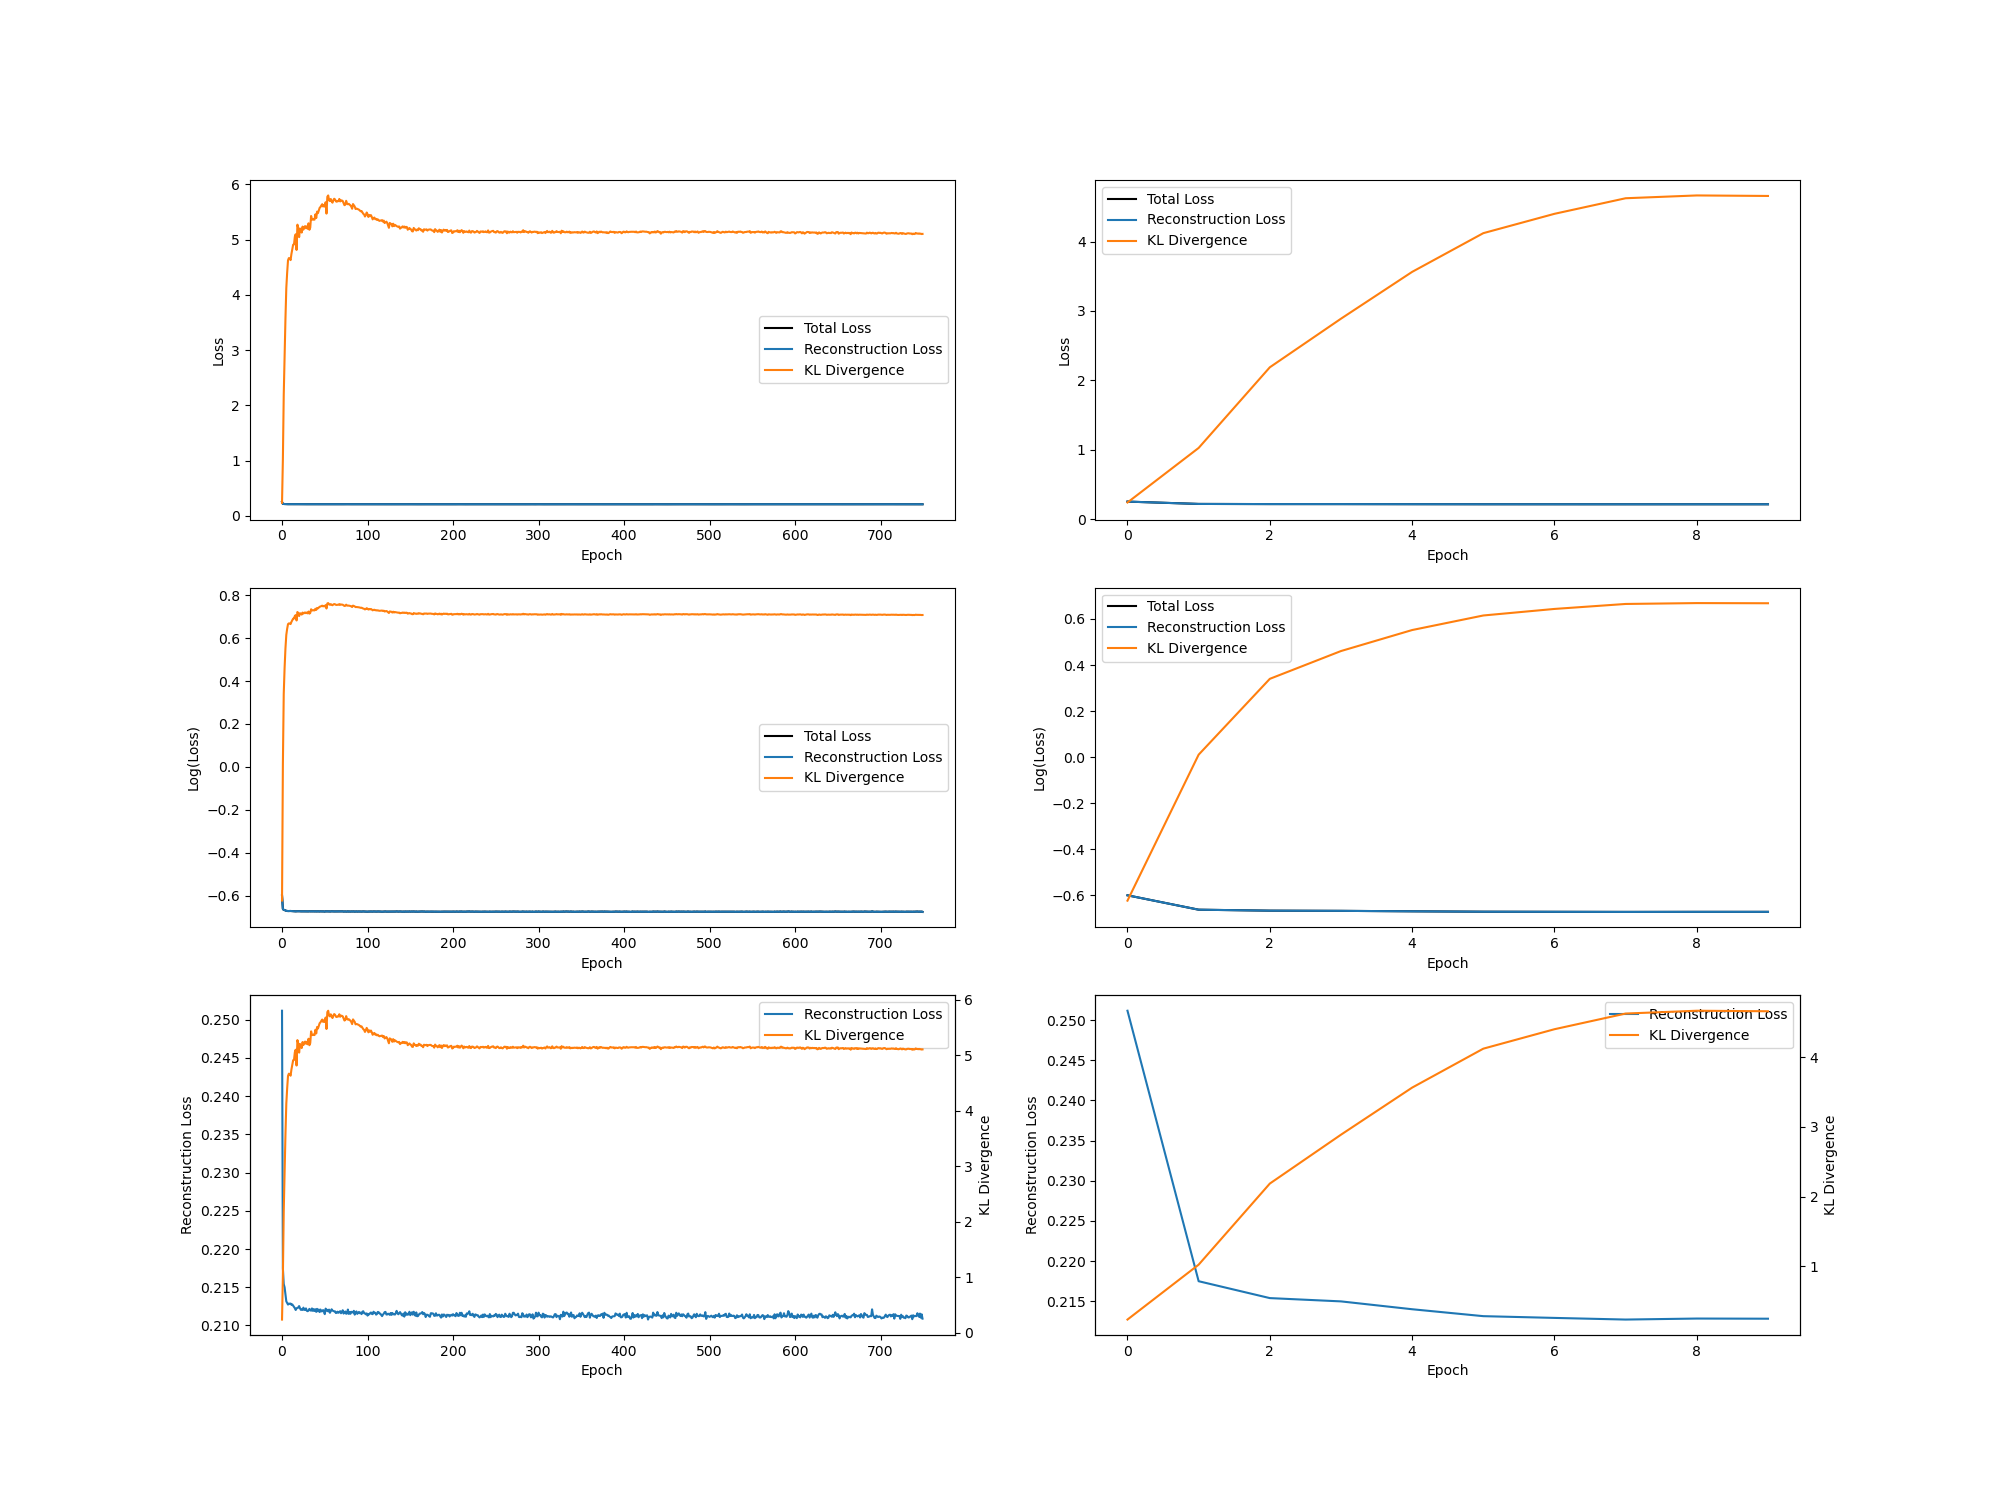 6
5
4
3
2
1
0
Loss
0 100 200 300 400 500 600 700
Epoch
Total Loss
Reconstruction Loss
KL Divergence
4
3
2
1
0
Loss
0 2 4 6 8
Epoch
Total Loss
Reconstruction Loss
KL Divergence
0.8
0.6
0.4
0.2
0.0
−0.2
−0.4
−0.6
Log(Loss)
0 100 200 300 400 500 600 700
Epoch
Total Loss
Reconstruction Loss
KL Divergence
0.6
0.4
0.2
0.0
−0.2
−0.4
−0.6
Log(Loss)
0 2 4 6 8
Epoch
Total Loss
Reconstruction Loss
KL Divergence
0.250
0.245
0.240
0.235
0.230
0.225
0.220
0.215
0.210
Reconstruction Loss
0 100 200 300 400 500 600 700
Epoch
Reconstruction Loss
KL Divergence
6
5
4
3
2
1
0
KL Divergence
0.250
0.245
0.240
0.235
0.230
0.225
0.220
0.215
Reconstruction Loss
0 2 4 6 8
Epoch
Reconstruction Loss
KL Divergence
4
3
2
1
KL Divergence